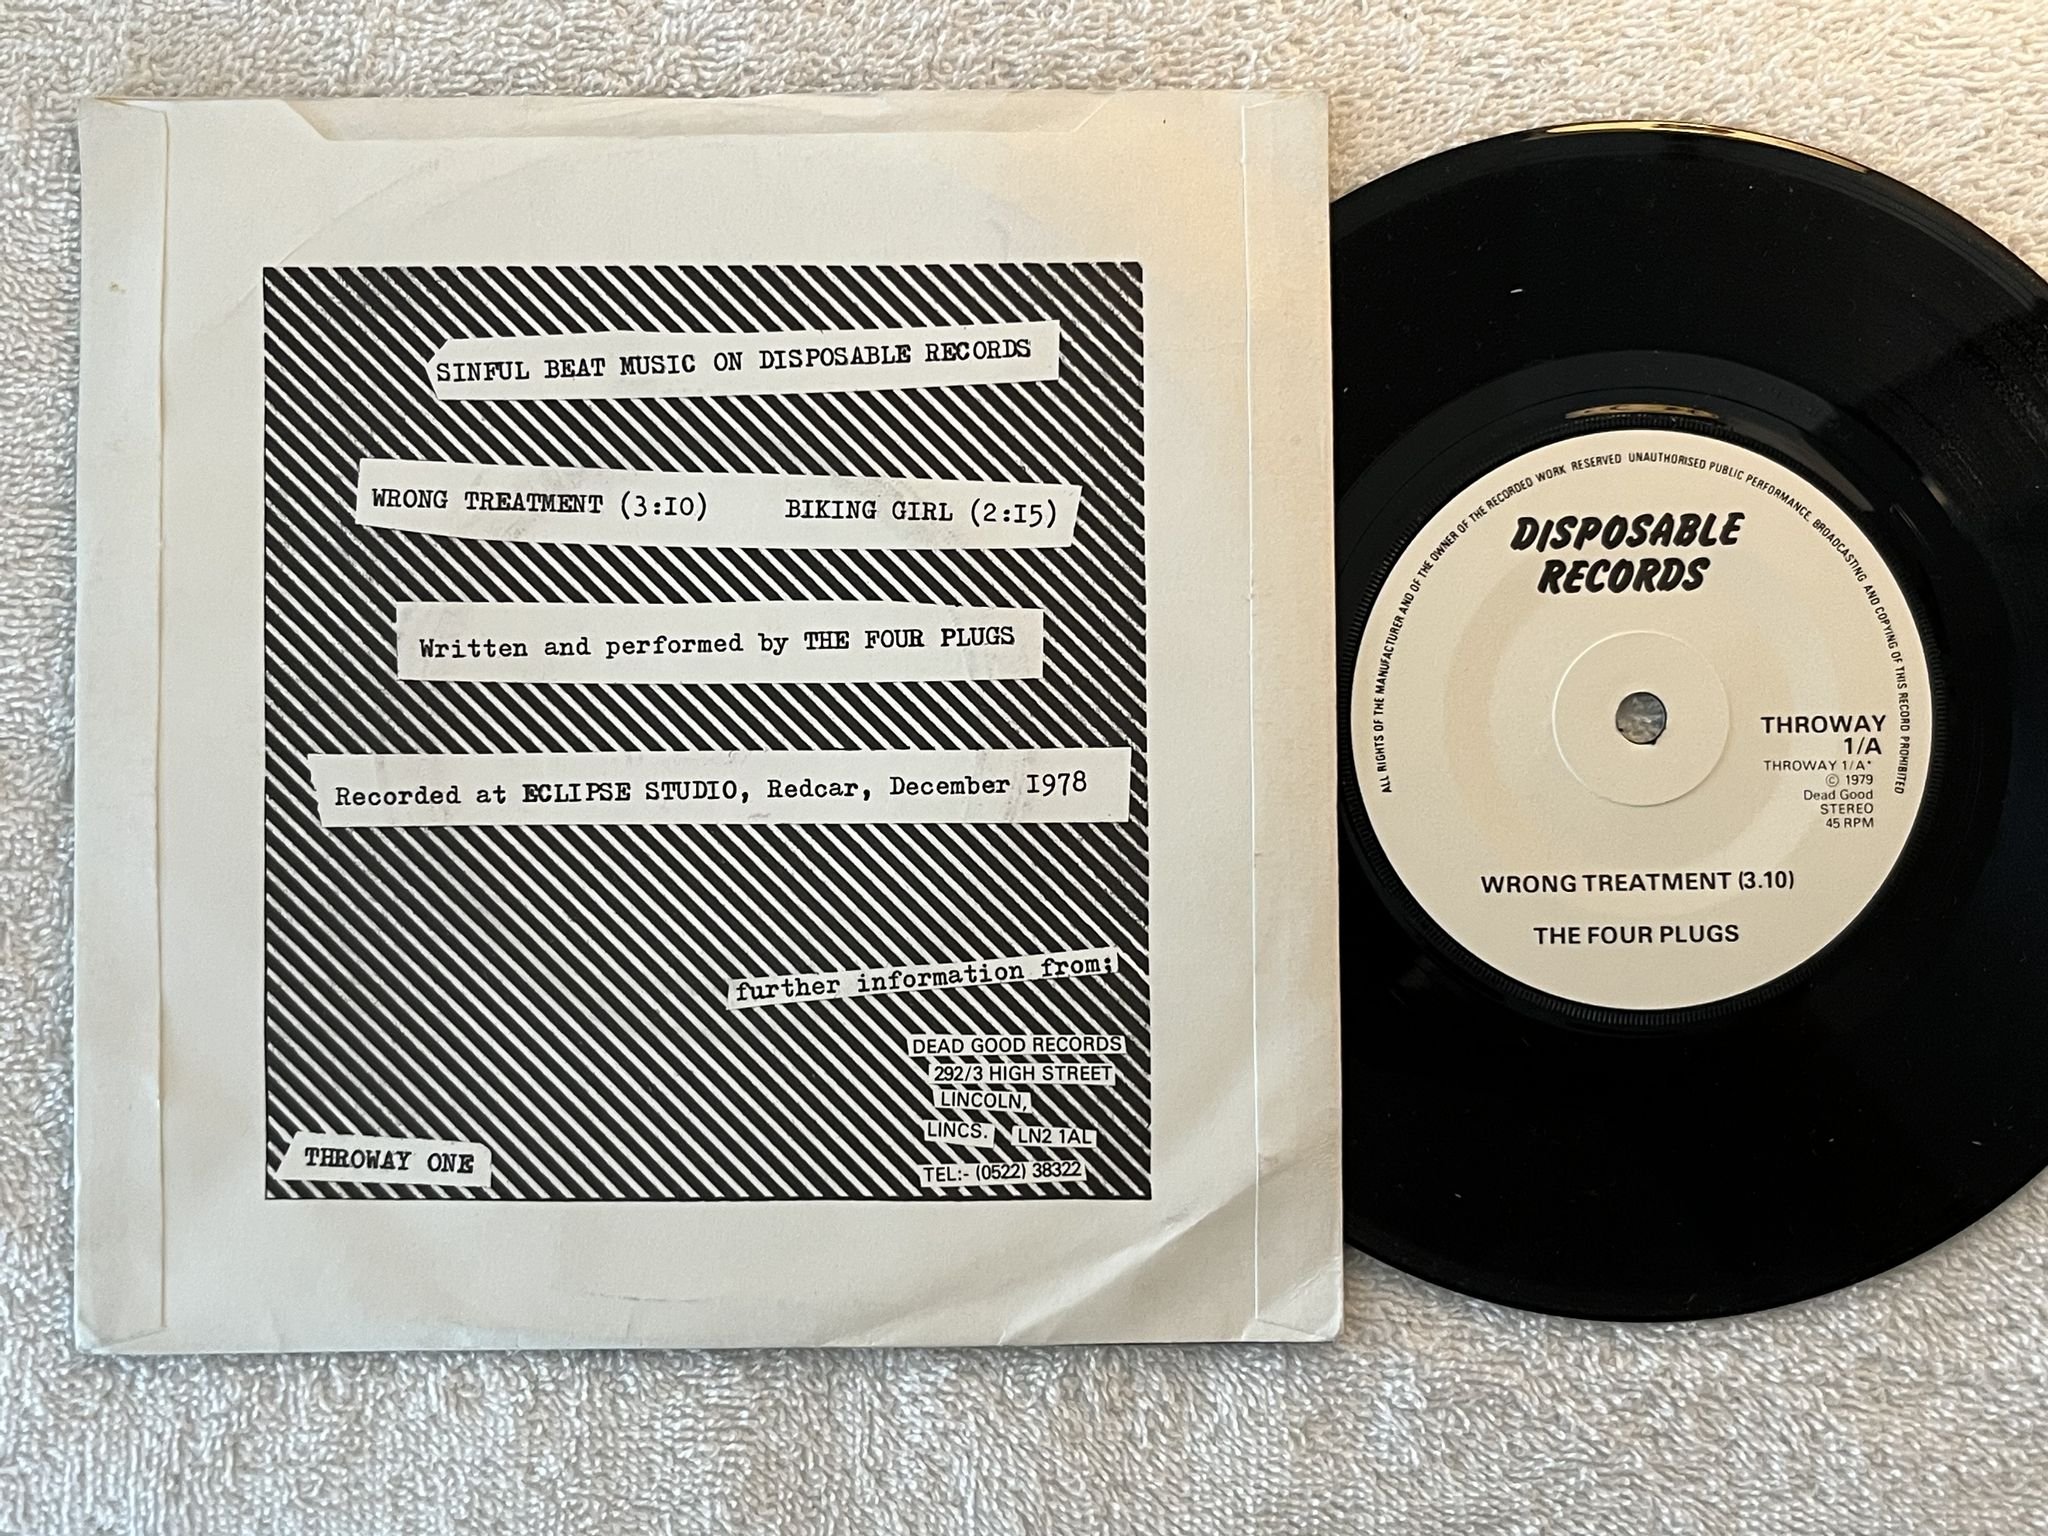 SINFUL BEAT MUSIC ON DISPOSABLE RECORDS
WRONG TREATMENT (3:IO) BIKING GIRL (2:I5)
Written and performed by THE FOUR PLUGS
Recorded at ECLIPSE STUDIO, Redcar, December I978
further information from;
DEAD GOOD RECORDS
292/3 HIGH STREET
LINCOLN,
LINCS. LN2 1AL
TEL:- (0522) 38322
THROWAY ONE
ALL RIGHTS OF THE MANUFACTURER AND OF THE OWNER OF THE RECORDED WORK RESERVED UNAUTHORISED PUBLIC PERFORMANCE, BROADCASTING AND COPYING OF THIS RECORD PROHIBITED
DISPOSABLE
RECORDS
THROWAY
1/A
THROWAY 1/A*
© 1979
Dead Good
STEREO
45 RPM
WRONG TREATMENT (3.10)
THE FOUR PLUGS